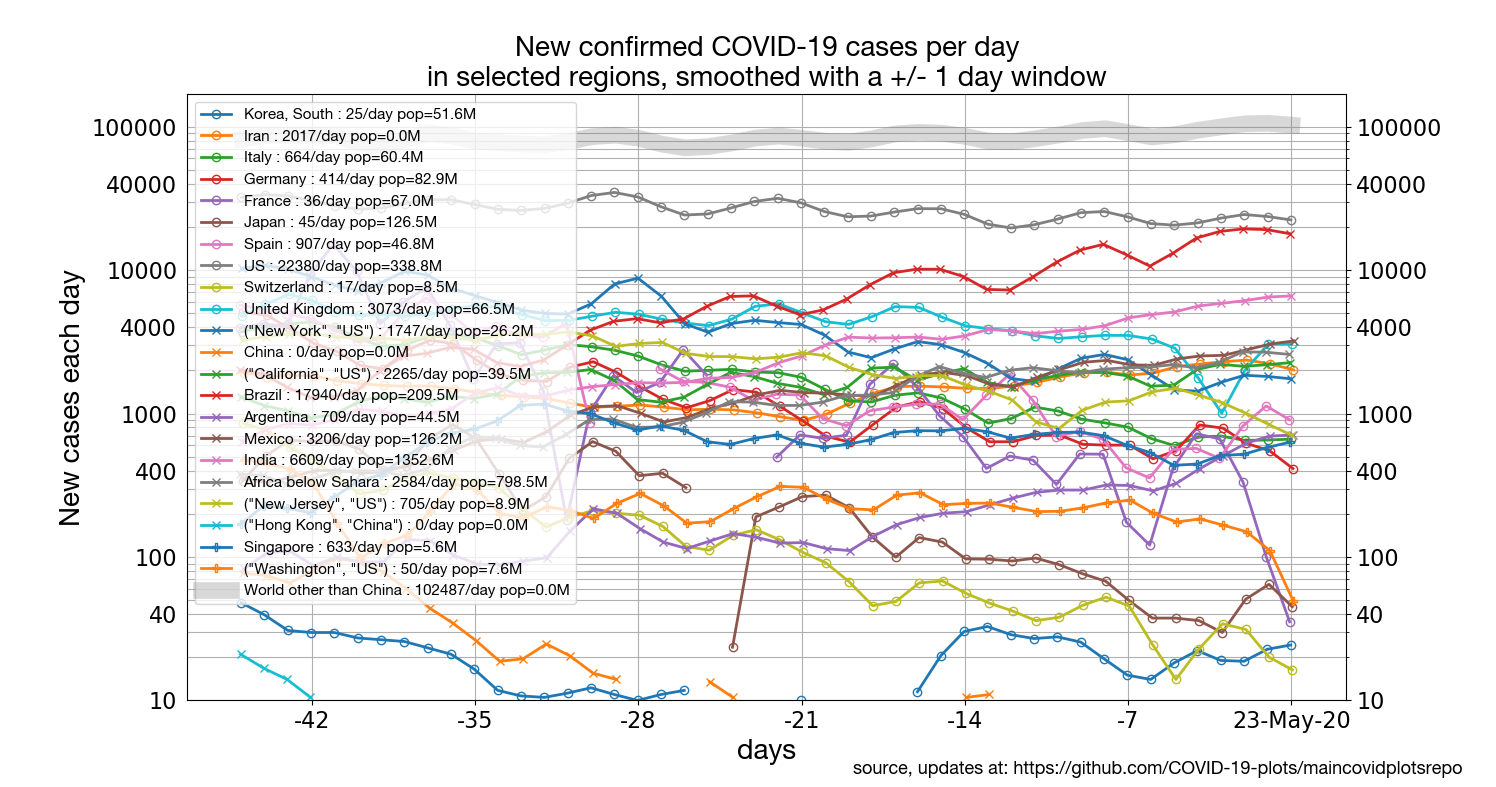 New confirmed COVID-19 cases per day
in selected regions, smoothed with a +/- 1 day window
New cases each day
100000
40000
10000
4000
1000
400
100
40
10
Korea, South : 25/day pop=51.6M
Iran : 2017/day pop=0.0M
Italy : 664/day pop=60.4M
Germany : 414/day pop=82.9M
France : 36/day pop=67.0M
Japan : 45/day pop=126.5M
Spain : 907/day pop=46.8M
US : 22380/day pop=338.8M
Switzerland : 17/day pop=8.5M
United Kingdom : 3073/day pop=66.5M
("New York", "US") : 1747/day pop=26.2M
China : 0/day pop=0.0M
("California", "US") : 2265/day pop=39.5M
Brazil : 17940/day pop=209.5M
Argentina : 709/day pop=44.5M
Mexico : 3206/day pop=126.2M
India : 6609/day pop=1352.6M
Africa below Sahara : 2584/day pop=798.5M
("New Jersey", "US") : 705/day pop=8.9M
("Hong Kong", "China") : 0/day pop=0.0M
Singapore : 633/day pop=5.6M
("Washington", "US") : 50/day pop=7.6M
World other than China : 102487/day pop=0.0M
100000
40000
10000
4000
1000
400
100
40
10
-42 -35 -28 -21 -14 -7 23-May-20
days
source, updates at: https://github.com/COVID-19-plots/maincovidplotsrepo